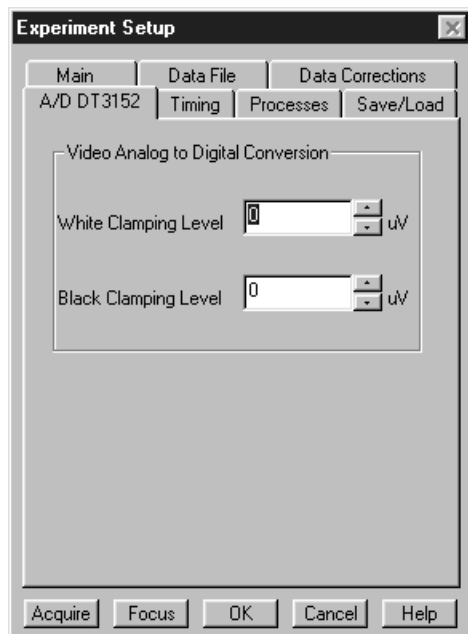 Experiment Setup
Main Data File Data Corrections
A/D DT3152 Timing Processes Save/Load
Video Analog to Digital Conversion
White Clamping Level 0 uV
Black Clamping Level 0 uV
Acquire Focus OK Cancel Help